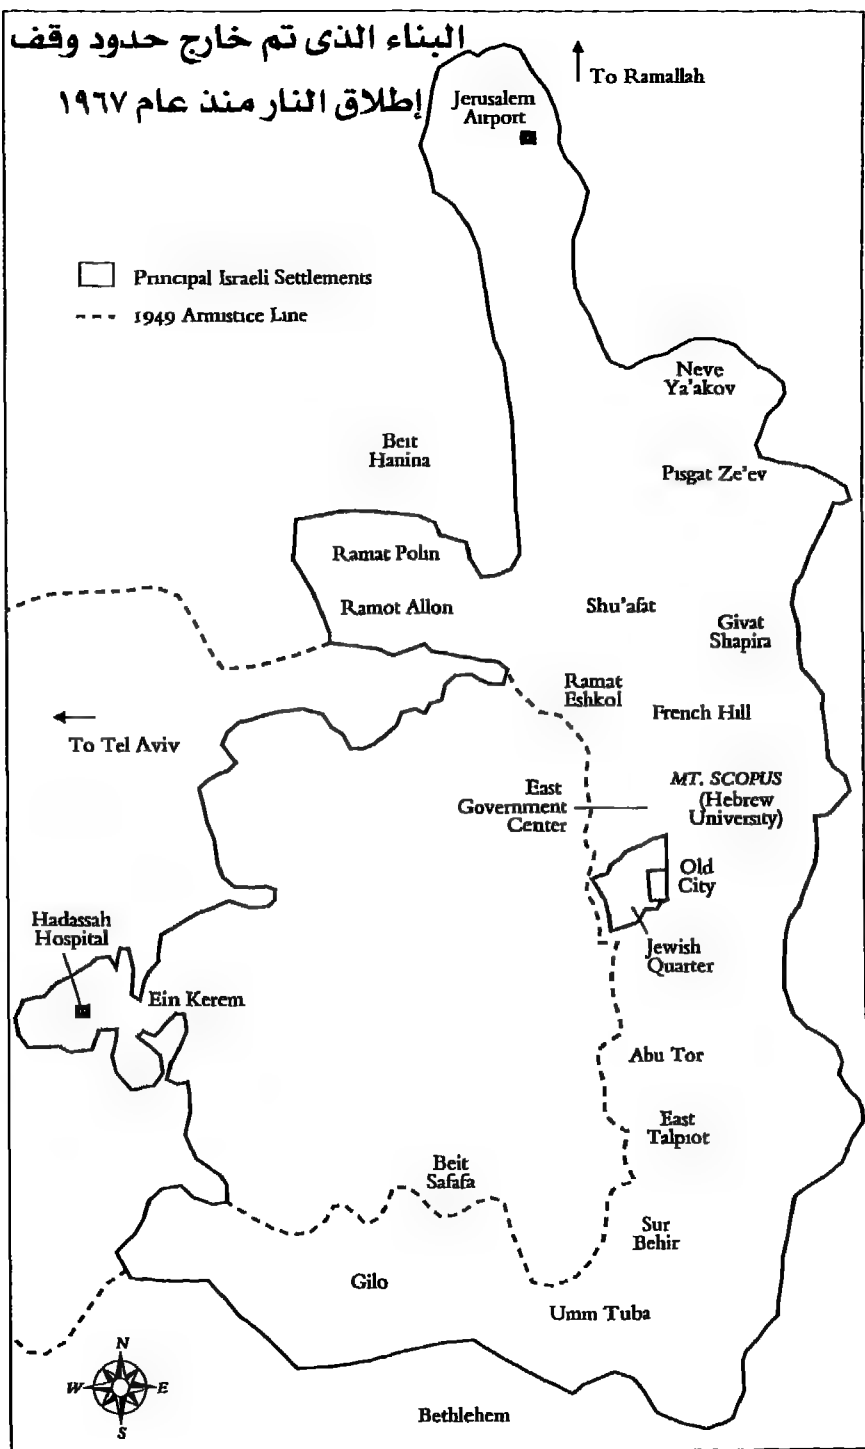 البناء الذى تم خارج حدود وقف
إطلاق النار منذ عام ١٩٦٧
To Ramallah
Jerusalem
Airport
Principal Israeli Settlements
1949 Armistice Line
Neve
Ya'akov
Beit
Hanina
Pisgat Ze'ev
Ramat Polin
Ramot Allon
Shu'afat
Givat
Shapira
Ramat
Eshkol
French Hill
To Tel Aviv
MT. SCOPUS
(Hebrew
University)
East
Government
Center
Old
City
Hadassah
Hospital
Jewish
Quarter
Ein Kerem
Abu Tor
East
Talpiot
Beit
Safafa
Sur
Behir
Gilo
Umm Tuba
N
W
E
S
Bethlehem